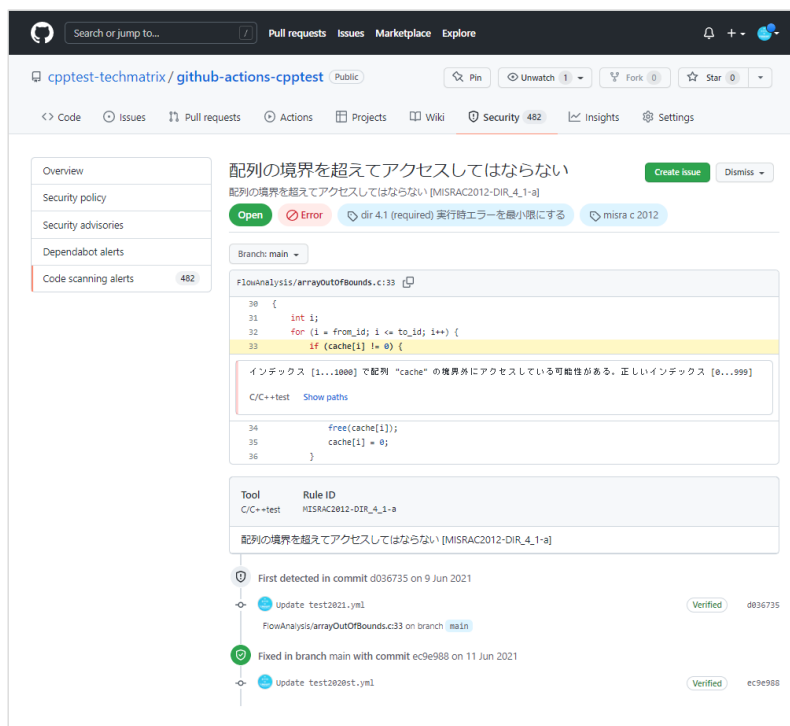 Search or jump to... / Pull requests Issues Marketplace Explore
cpptest-techmatrix / github-actions-cpptest Public Pin Unwatch 1 Fork 0 Star 0
<> Code Issues Pull requests Actions Projects Wiki Security 482 Insights Settings
Overview
Security policy
Security advisories
Dependabot alerts
Code scanning alerts 482
配列の境界を超えてアクセスしてはならない Create issue Dismiss
配列の境界を超えてアクセスしてはならない [MISRAC2012-DIR_4_1-a]
Open Error dir 4.1 (required) 実行時エラーを最小限にする misra c 2012
Branch: main
FlowAnalysis/arrayOutOfBounds.c:33
30 {
31 int i;
32 for (i = from_id; i <= to_id; i++) {
33 if (cache[i] != 0) {
インデックス [1...1000] で配列 "cache" の境界外にアクセスしている可能性がある。正しいインデックス [0...999]
C/C++test Show paths
34 free(cache[i]);
35 cache[i] = 0;
36 }
Tool Rule ID
C/C++test MISRAC2012-DIR_4_1-a
配列の境界を超えてアクセスしてはならない [MISRAC2012-DIR_4_1-a]
First detected in commit d036735 on 9 Jun 2021
Update test2021.yml Verified d036735
FlowAnalysis/arrayOutOfBounds.c:33 on branch main
Fixed in branch main with commit ec9e988 on 11 Jun 2021
Update test2020st.yml Verified ec9e988